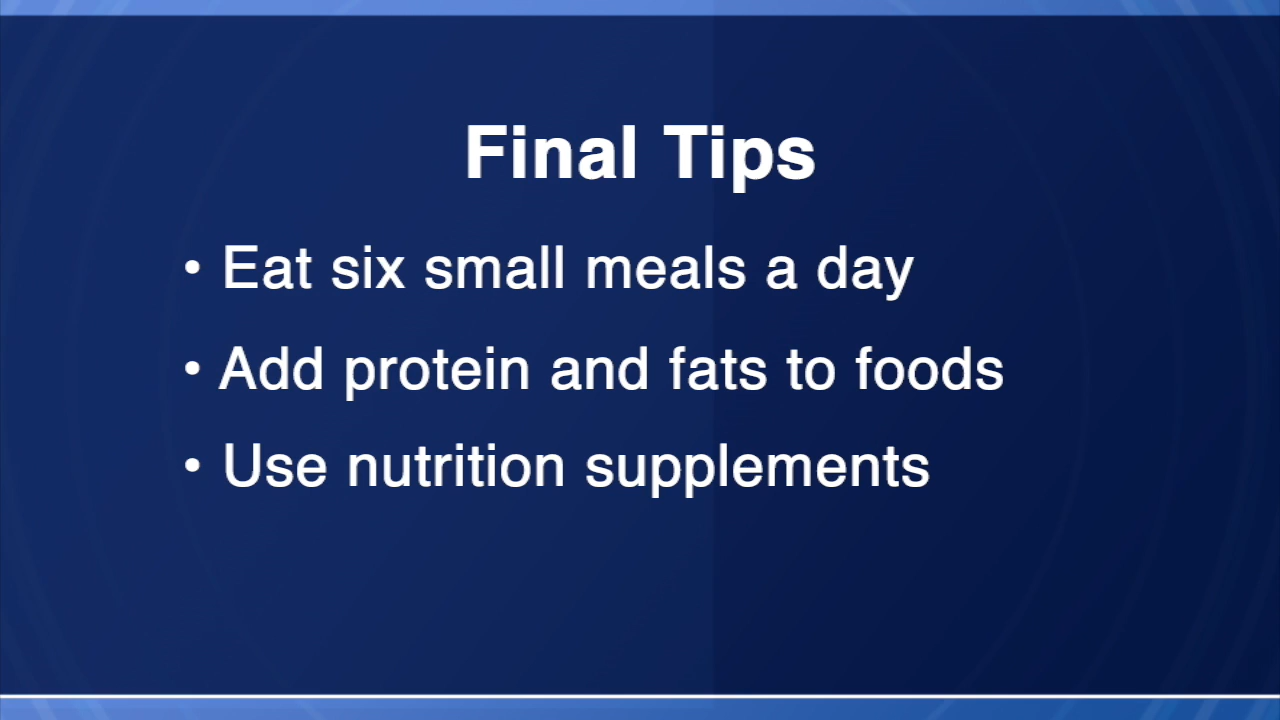 Final Tips
• Eat six small meals a day
• Add protein and fats to foods
• Use nutrition supplements